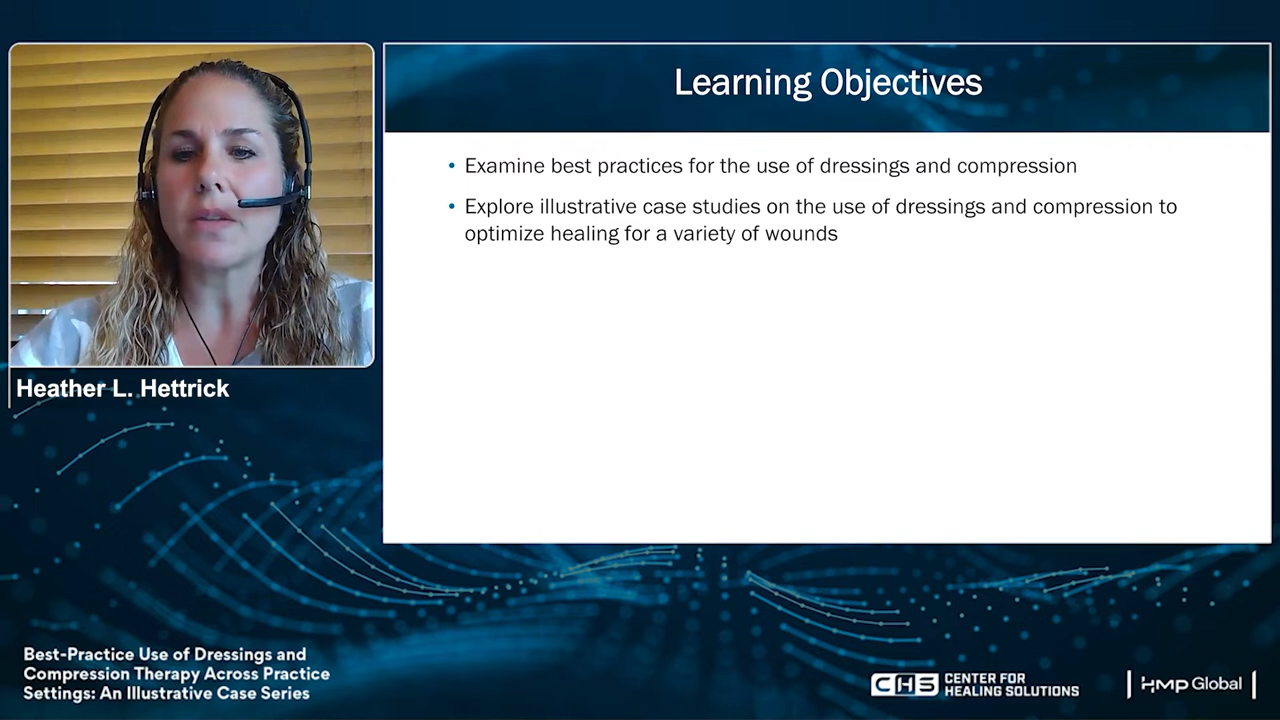 Learning Objectives
• Examine best practices for the use of dressings and compression
• Explore illustrative case studies on the use of dressings and compression to
optimize healing for a variety of wounds
Heather L. Hettrick
Best-Practice Use of Dressings and
Compression Therapy Across Practice
Settings: An Illustrative Case Series
CHS CENTER FOR
HEALING SOLUTIONS
HMP Global